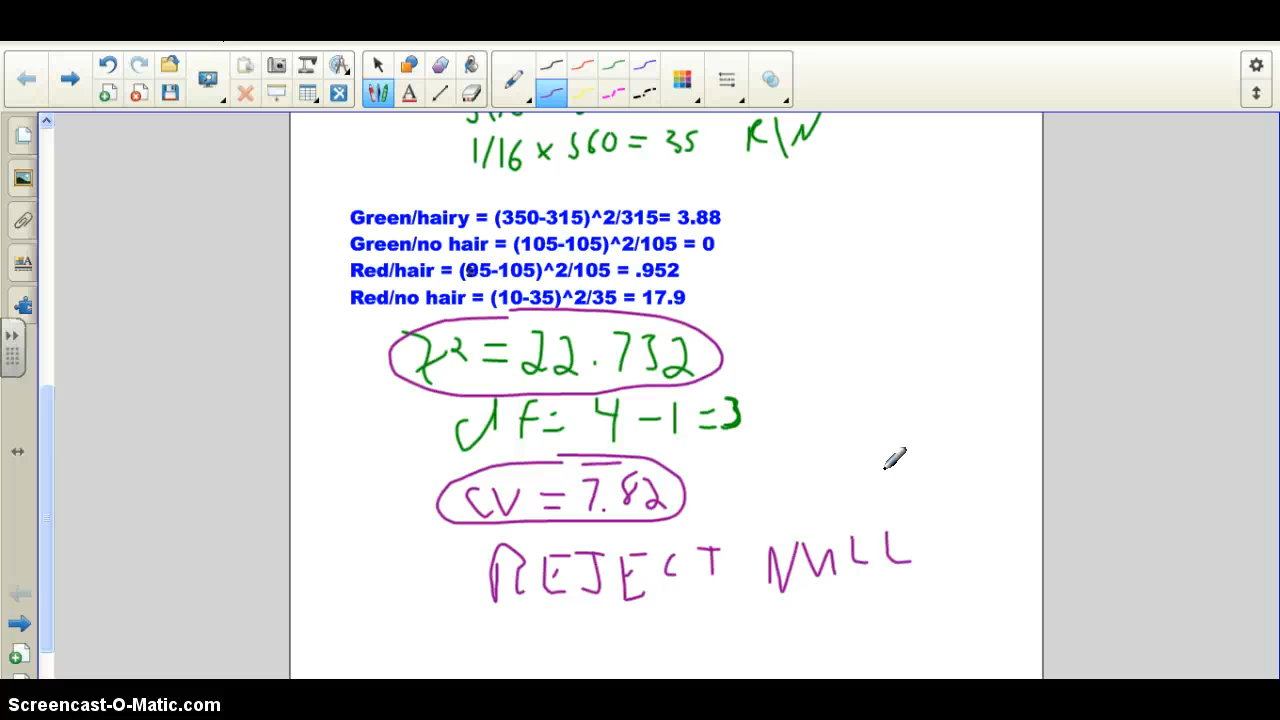 1/16 x 560 = 35 R/N
Green/hairy = (350-315)^2/315= 3.88
Green/no hair = (105-105)^2/105 = 0
Red/hair = (95-105)^2/105 = .952
Red/no hair = (10-35)^2/35 = 17.9
χ² = 22.732
df = 4 - 1 = 3
CV = 7.82
REJECT NULL
Screencast-O-Matic.com